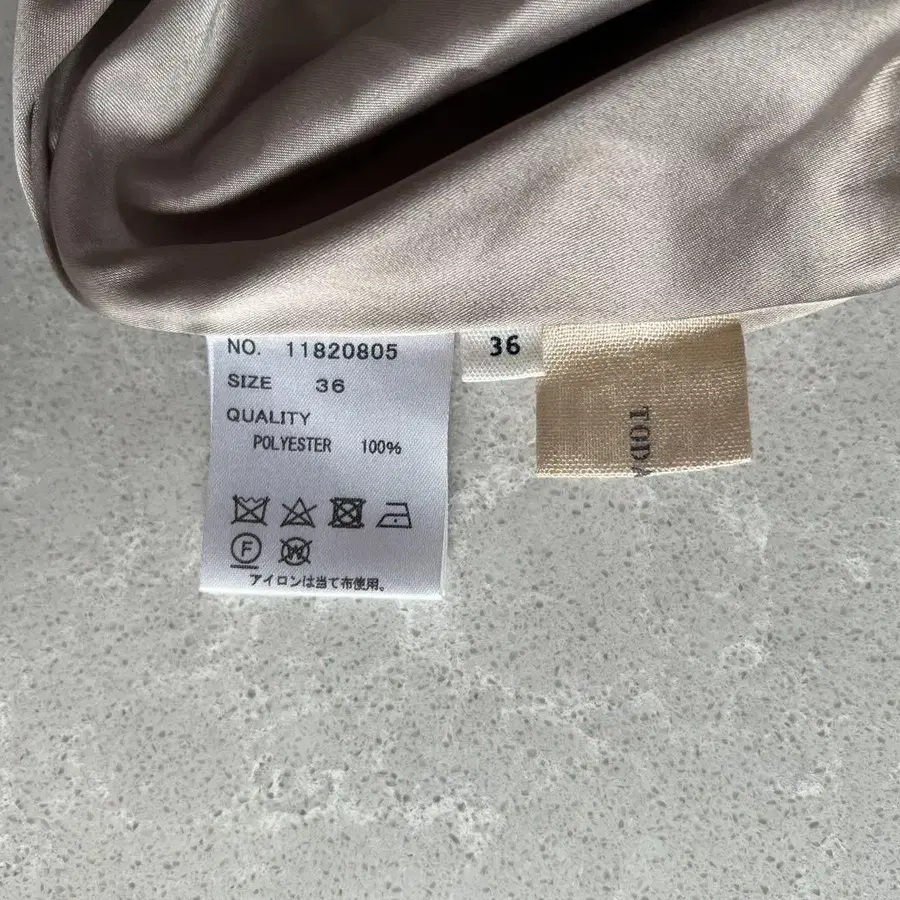 NO. 11820805
SIZE 36
QUALITY
POLYESTER 100%
F W
アイロンは当て布使用。
36
TODA